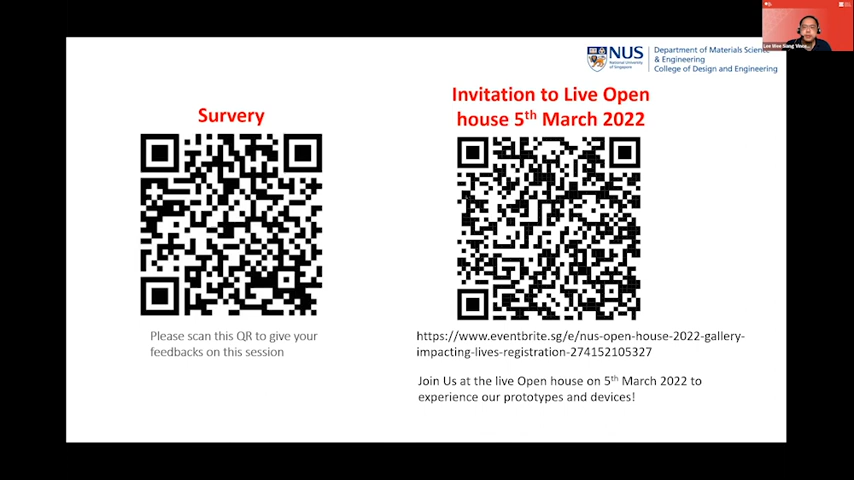 NUS
National University
of Singapore
Department of Materials Science
& Engineering
College of Design and Engineering
Survery
Invitation to Live Open
house 5th March 2022
Please scan this QR to give your
feedbacks on this session
https://www.eventbrite.sg/e/nus-open-house-2022-gallery-
impacting-lives-registration-274152105327
Join Us at the live Open house on 5th March 2022 to
experience our prototypes and devices!